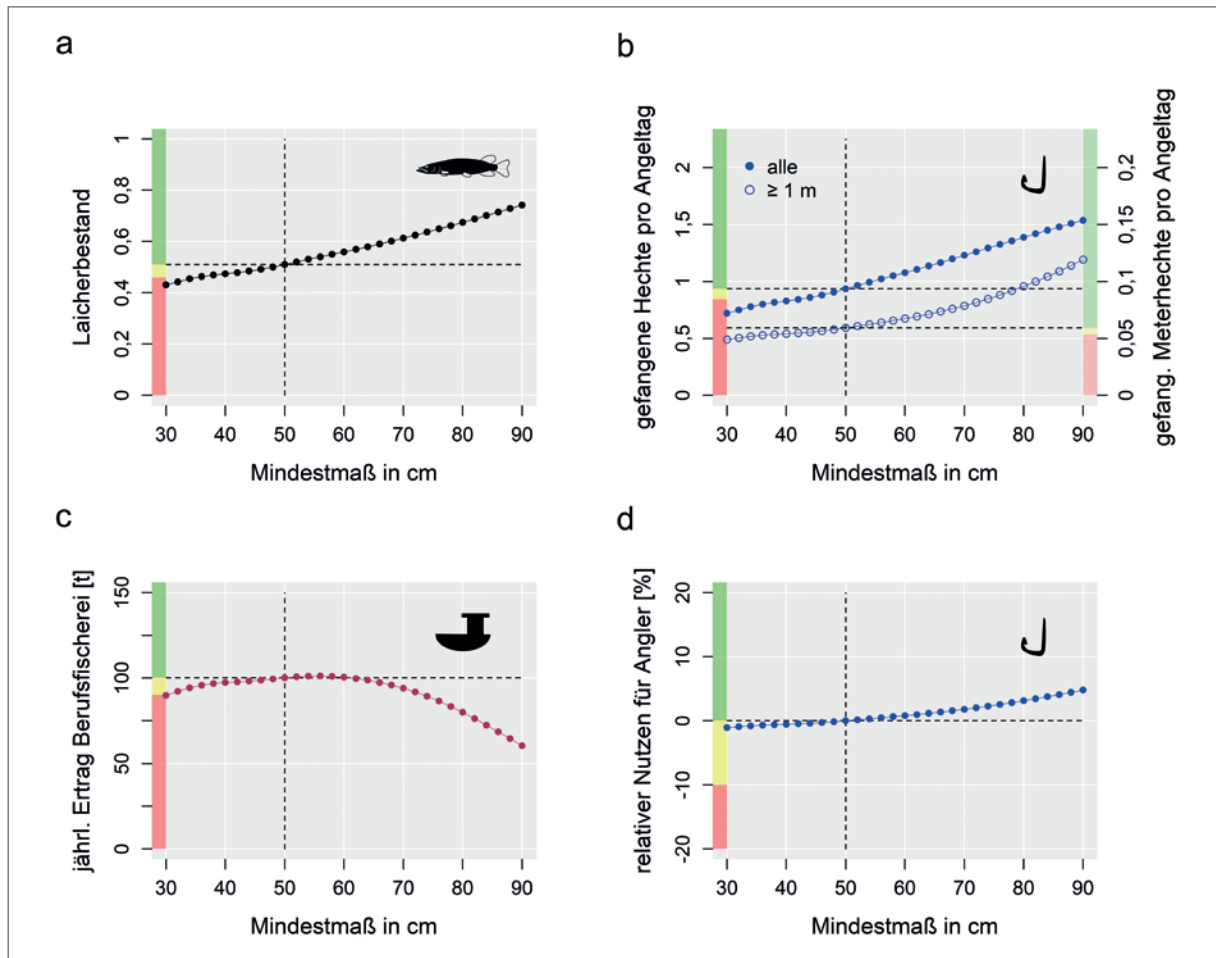 a
Laicherbestand
0 0,2 0,4 0,6 0,8 1
30 40 50 60 70 80 90
Mindestmaß in cm
b
gefangene Hechte pro Angeltag
0 0,5 1 1,5 2
alle
≥ 1 m
0 0,05 0,1 0,15 0,2
gefang. Meterhechte pro Angeltag
30 40 50 60 70 80 90
Mindestmaß in cm
c
jährl. Ertrag Berufsfischerei [t]
0 50 100 150
30 40 50 60 70 80 90
Mindestmaß in cm
d
relativer Nutzen für Angler [%]
-20 -10 0 10 20
30 40 50 60 70 80 90
Mindestmaß in cm